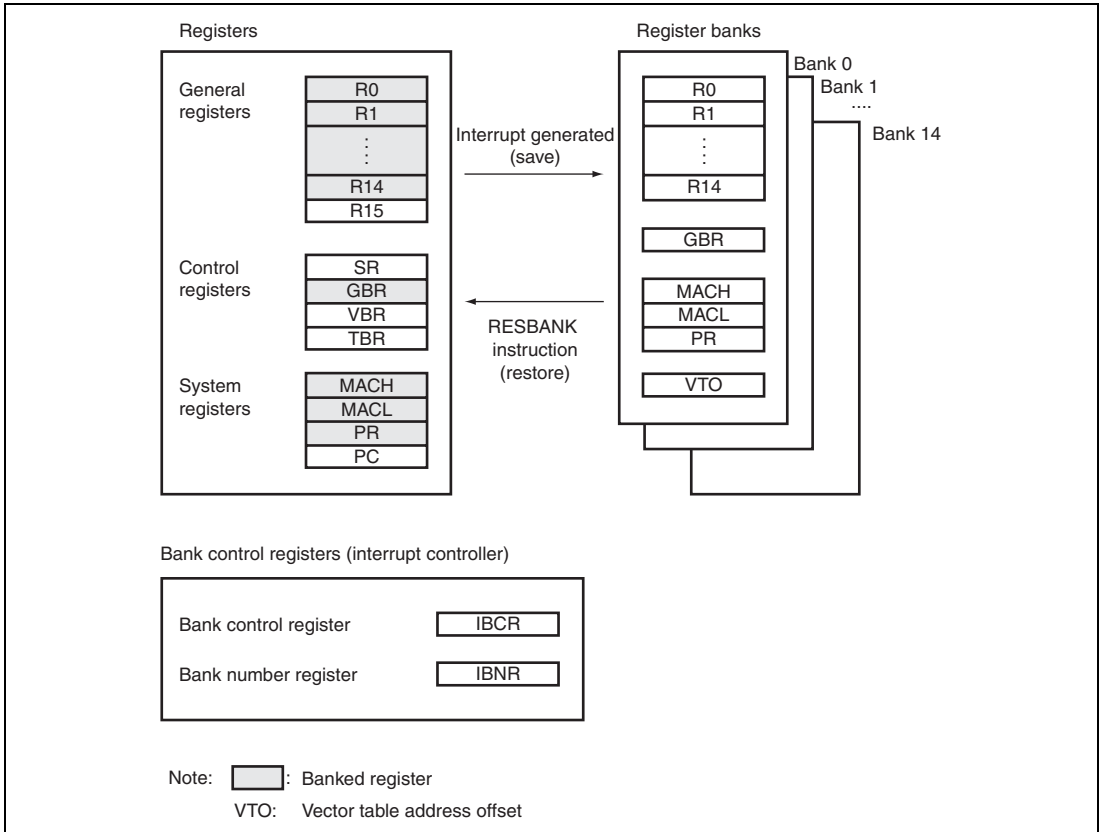 Registers
General
registers
R0
R1
⋮
R14
R15
Control
registers
SR
GBR
VBR
TBR
System
registers
MACH
MACL
PR
PC
Interrupt generated
(save)
RESBANK
instruction
(restore)
Register banks
Bank 0
Bank 1
....
Bank 14
R0
R1
⋮
R14
GBR
MACH
MACL
PR
VTO
Bank control registers (interrupt controller)
Bank control register IBCR
Bank number register IBNR
Note: : Banked register
VTO: Vector table address offset